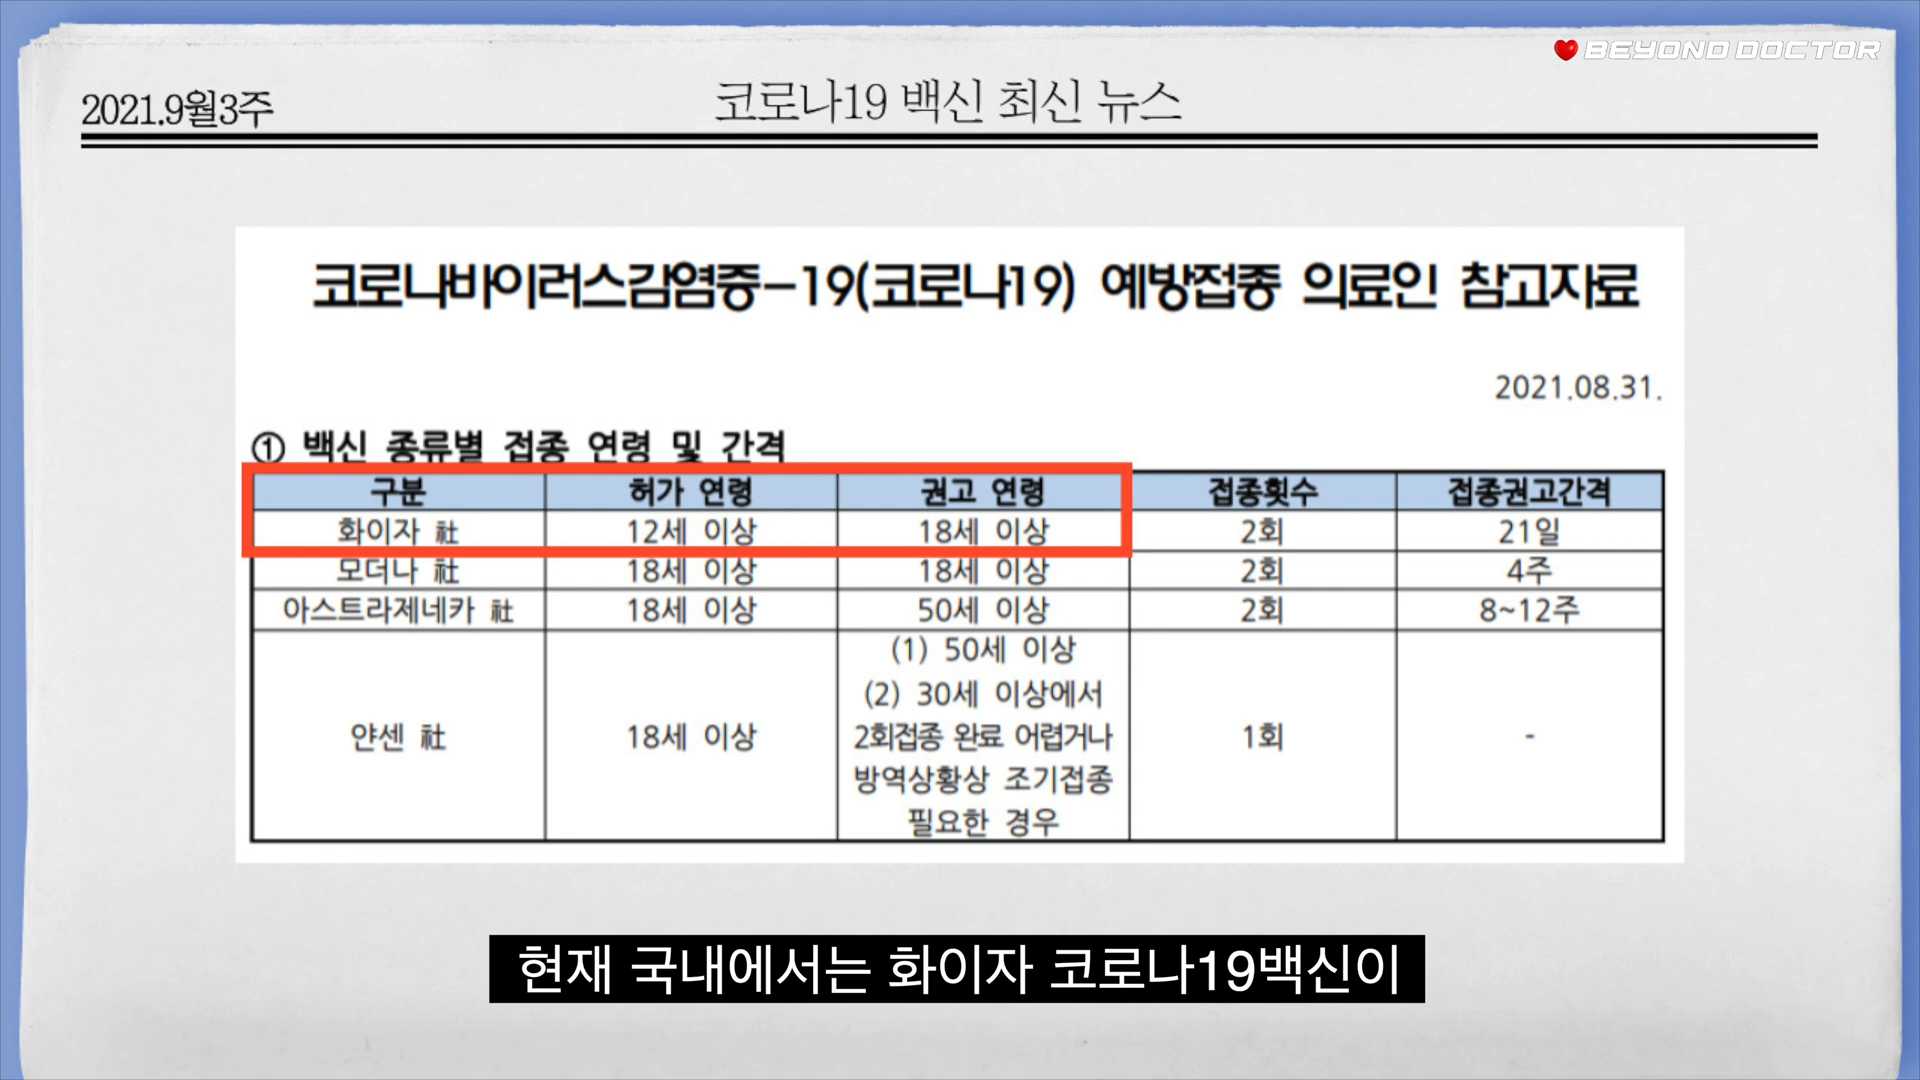 BEYOND DOCTOR
2021.9월3주
코로나19 백신 최신 뉴스
코로나바이러스감염증-19(코로나19) 예방접종 의료인 참고자료
2021.08.31.
① 백신 종류별 접종 연령 및 간격
구분 허가 연령 권고 연령 접종횟수 접종권고간격
화이자 社 12세 이상 18세 이상 2회 21일
모더나 社 18세 이상 18세 이상 2회 4주
아스트라제네카 社 18세 이상 50세 이상 2회 8~12주
(1) 50세 이상
(2) 30세 이상에서
얀센 社 18세 이상 2회접종 완료 어렵거나 1회 -
방역상황상 조기접종
필요한 경우
현재 국내에서는 화이자 코로나19백신이